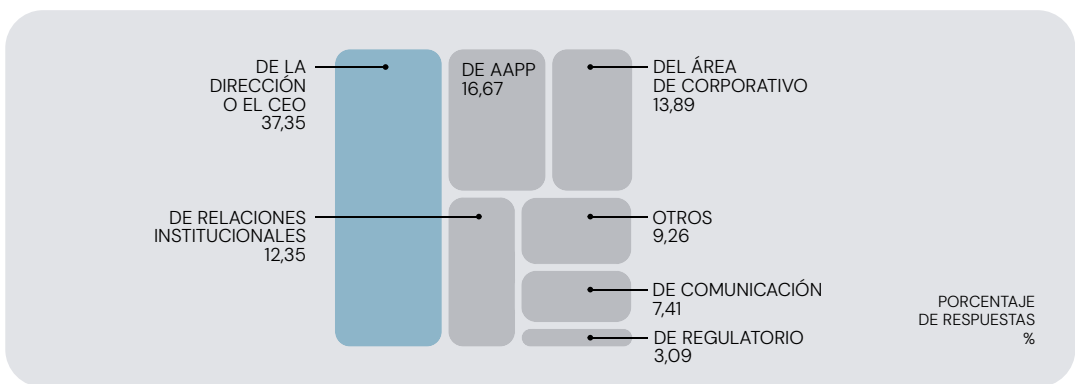 DE LA
DIRECCIÓN
O EL CEO
37,35
DE AAPP
16,67
DEL ÁREA
DE CORPORATIVO
13,89
DE RELACIONES
INSTITUCIONALES
12,35
OTROS
9,26
DE COMUNICACIÓN
7,41
DE REGULATORIO
3,09
PORCENTAJE
DE RESPUESTAS
%